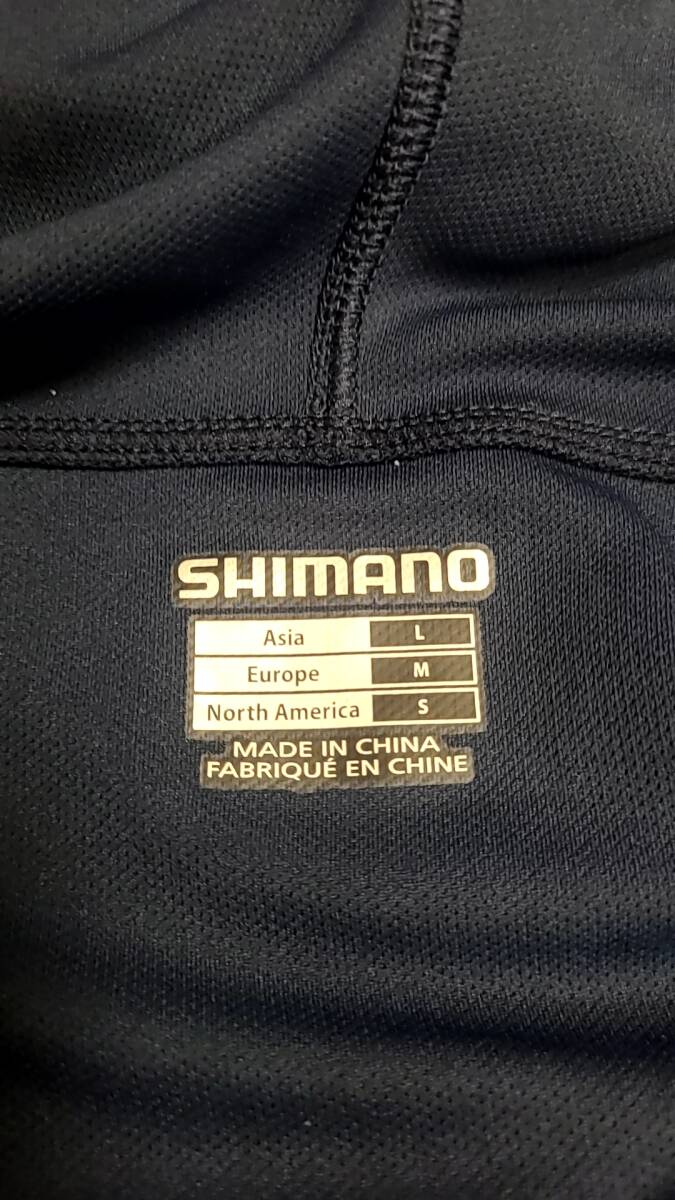 SHIMANO
Asia L
Europe M
North America S
MADE IN CHINA
FABRIQUÉ EN CHINE